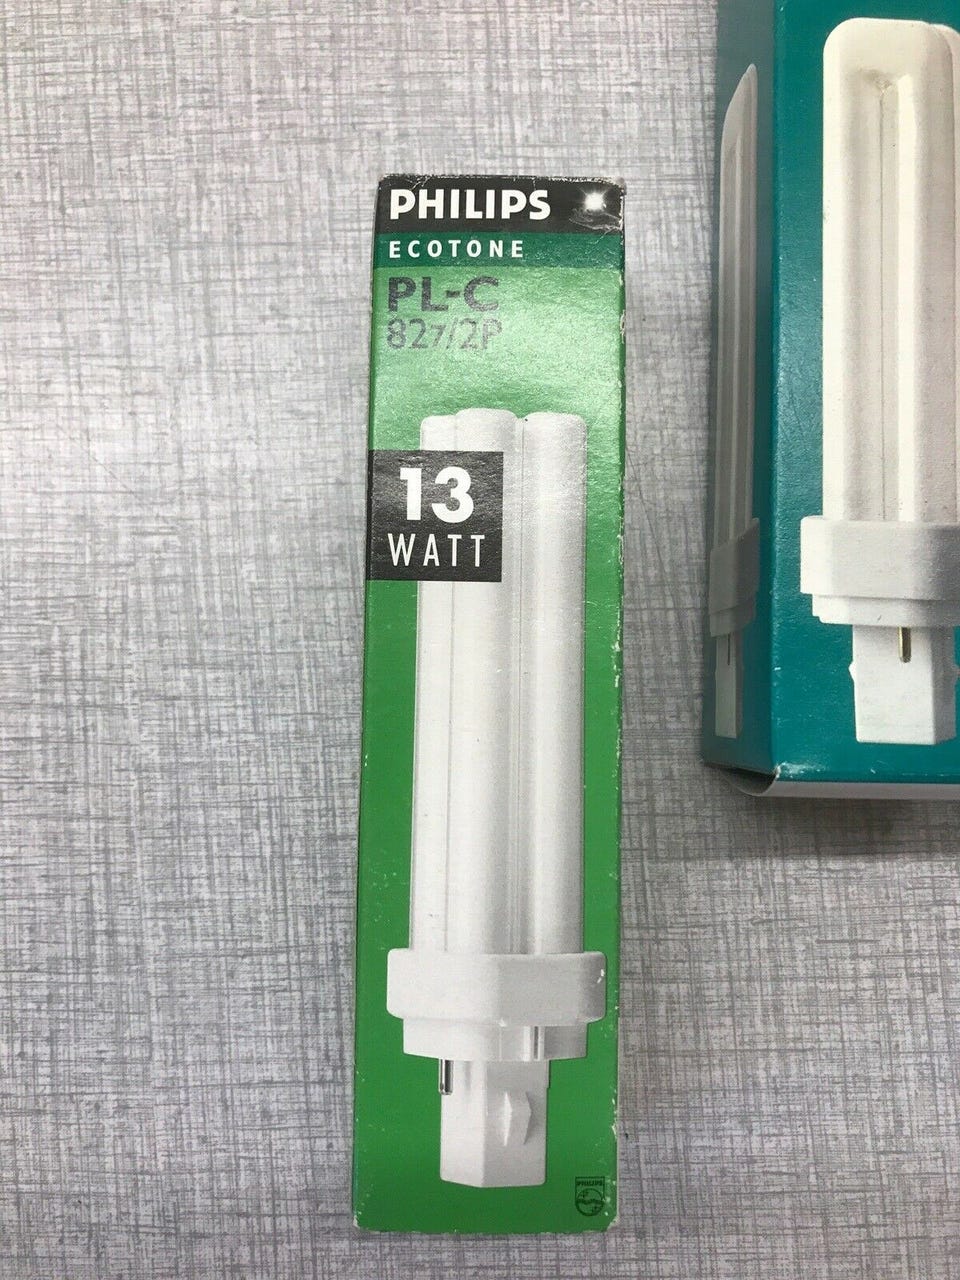 PHILIPS
ECOTONE
PL-C
827/2P
13
WATT
PHILIPS